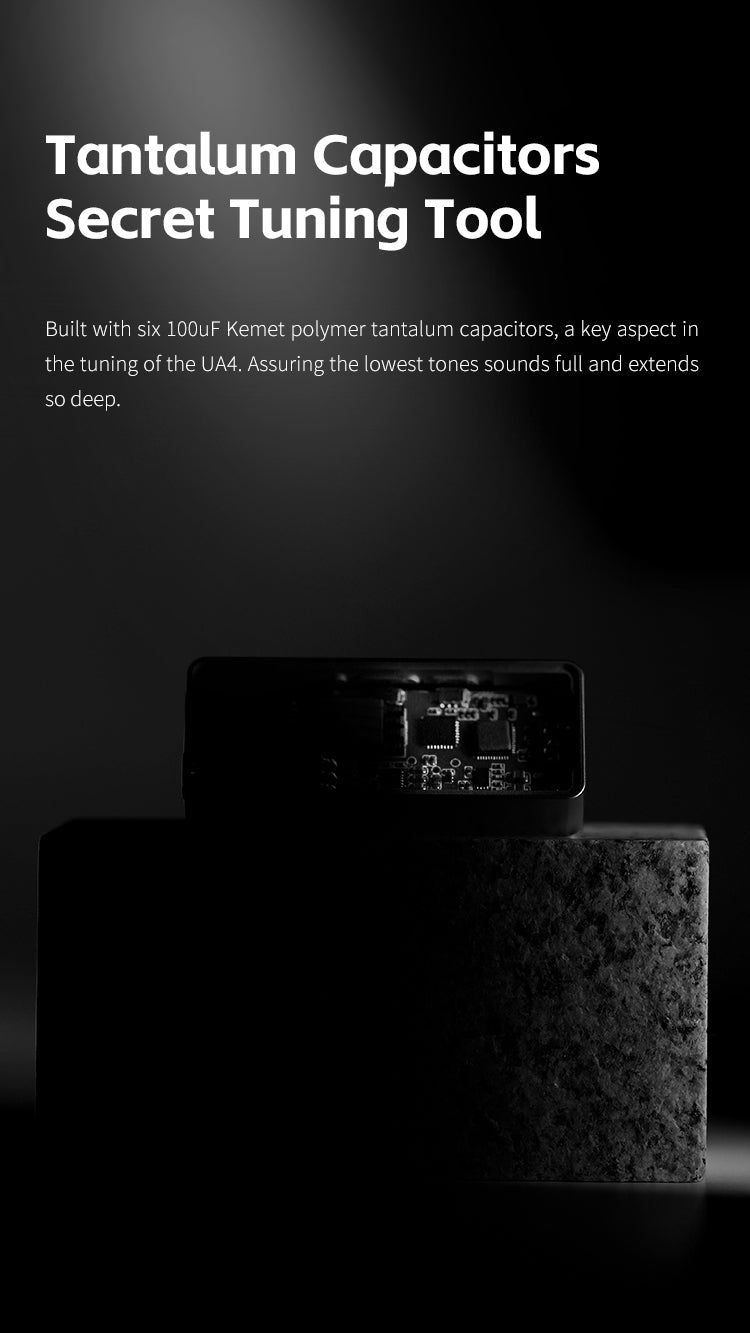 Tantalum Capacitors
Secret Tuning Tool
Built with six 100uF Kemet polymer tantalum capacitors, a key aspect in
the tuning of the UA4. Assuring the lowest tones sounds full and extends
so deep.